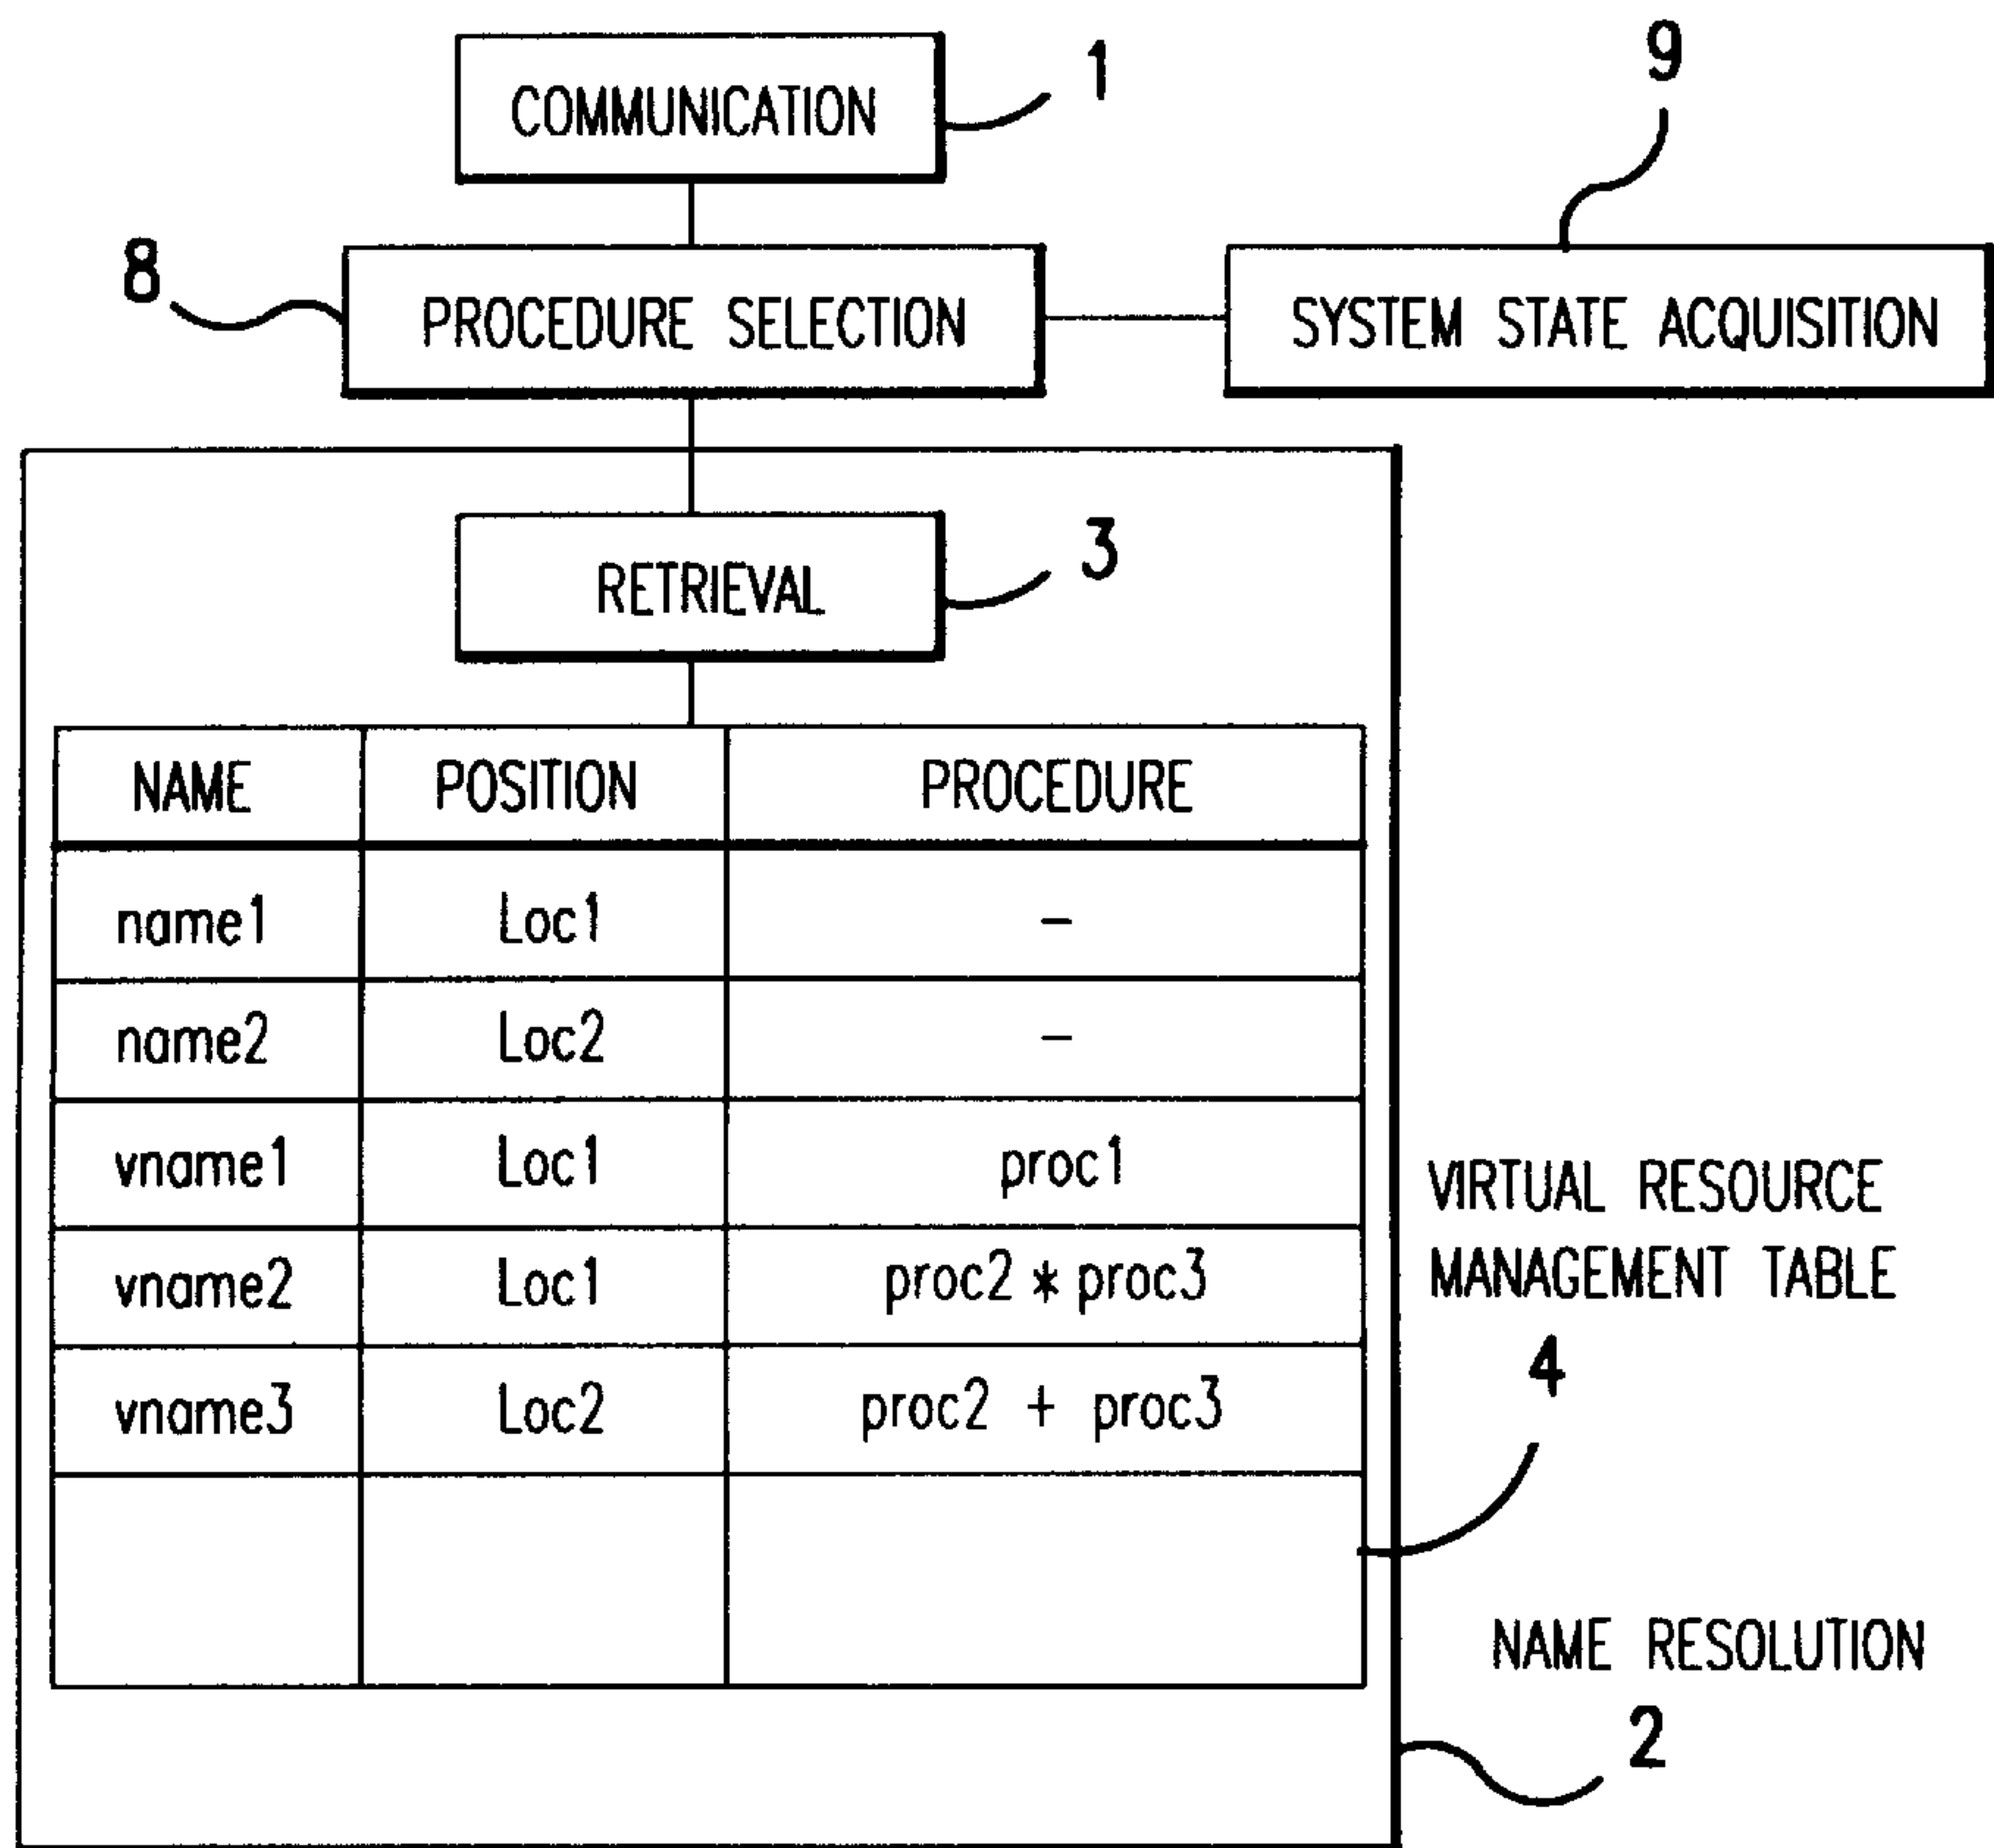 COMMUNICATION
1
9
8
PROCEDURE SELECTION
SYSTEM STATE ACQUISITION
RETRIEVAL
3
NAME POSITION PROCEDURE
name1 Loc1 -
name2 Loc2 -
vname1 Loc1 proc1
vname2 Loc1 proc2 * proc3
vname3 Loc2 proc2 + proc3
VIRTUAL RESOURCE
MANAGEMENT TABLE
4
NAME RESOLUTION
2